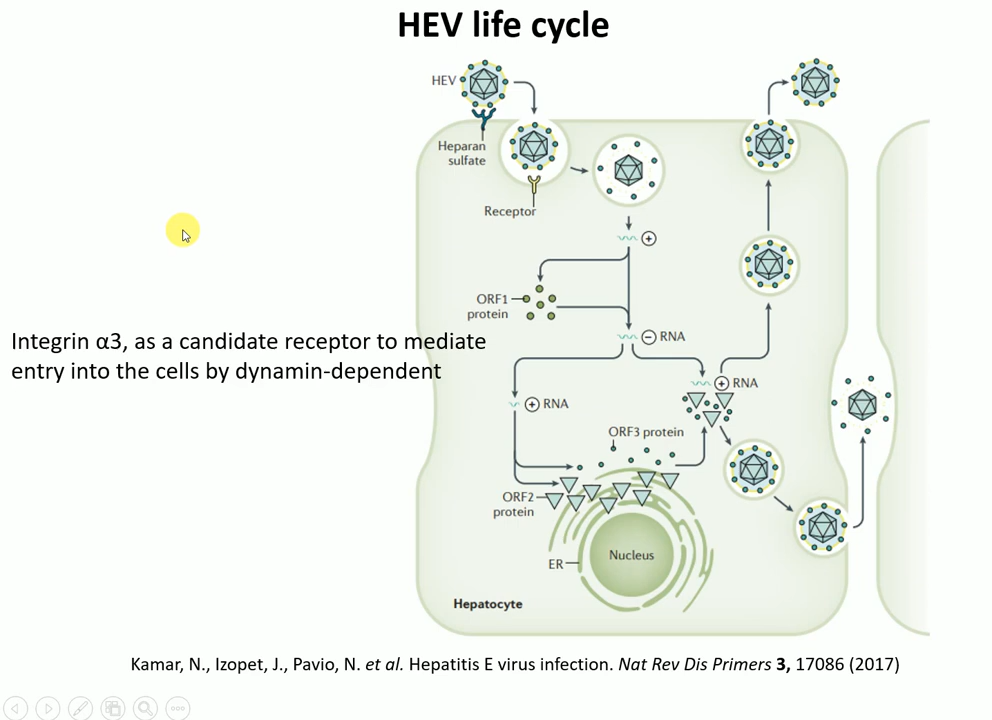 HEV life cycle
HEV
Heparan
sulfate
Receptor
+
ORF1
protein
− RNA
+ RNA
+ RNA
ORF3 protein
ORF2
protein
ER
Nucleus
Hepatocyte
Integrin α3, as a candidate receptor to mediate
entry into the cells by dynamin-dependent
Kamar, N., Izopet, J., Pavio, N. et al. Hepatitis E virus infection. Nat Rev Dis Primers 3, 17086 (2017)